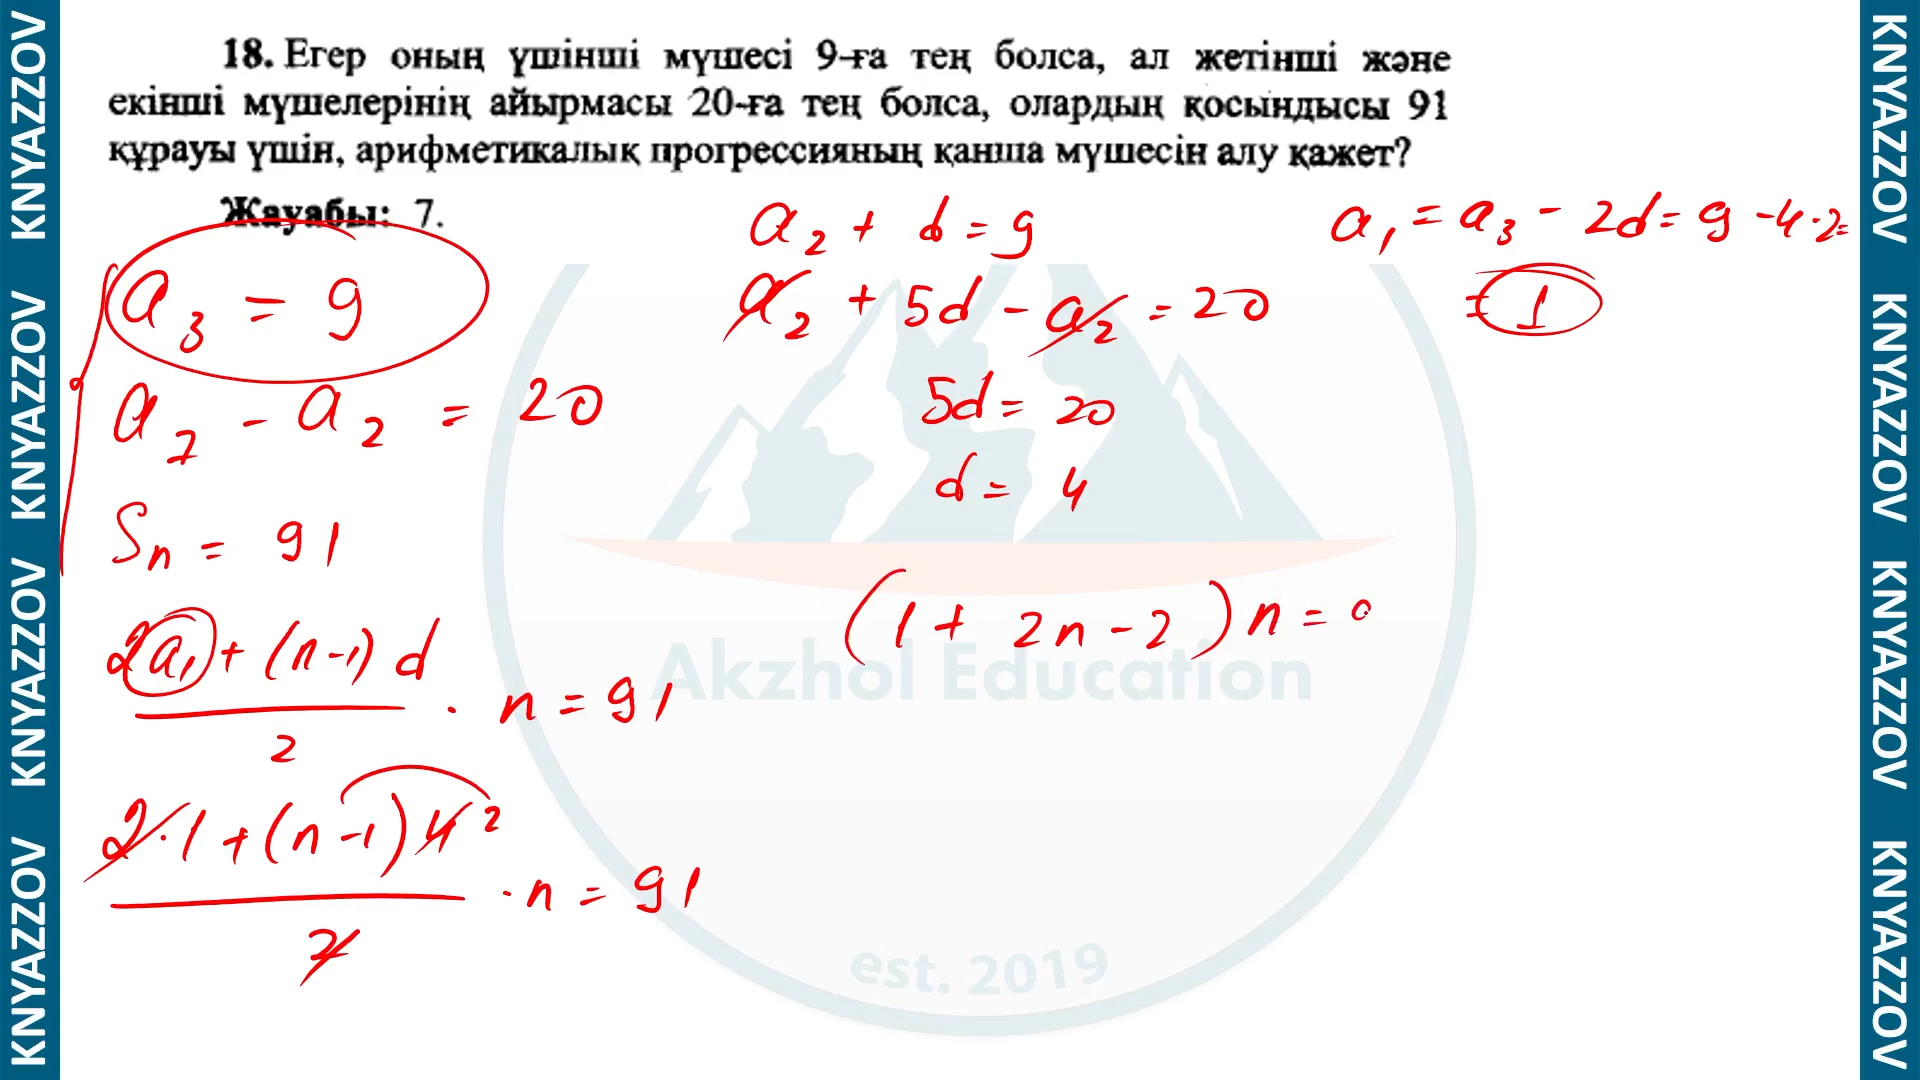 18. Егер оның үшінші мүшесі 9-ға тең болса, ал жетінші және
екінші мүшелерінің айырмасы 20-ға тең болса, олардың қосындысы 91
құрауы үшін, арифметикалық прогрессияның қанша мүшесін алу қажет?
Жауабы: 7.
a₃ = 9
a₇ - a₂ = 20
Sₙ = 91
2a₁ + (n-1) d
2
· n = 91
2·1 + (n-1) 4 2
2
· n = 91
a₂ + d = 9
a₂ + 5d - a₂ = 20
5d = 20
d = 4
(1 + 2n - 2) n =
a₁ = a₃ - 2d = 9 - 4·2 =
= 1
Akzhol Education
est. 2019
KNYAZZOV
KNYAZZOV
KNYAZZOV
KNYAZZOV
KNYAZZOV
KNYAZZOV
KNYAZZOV
KNYAZZOV